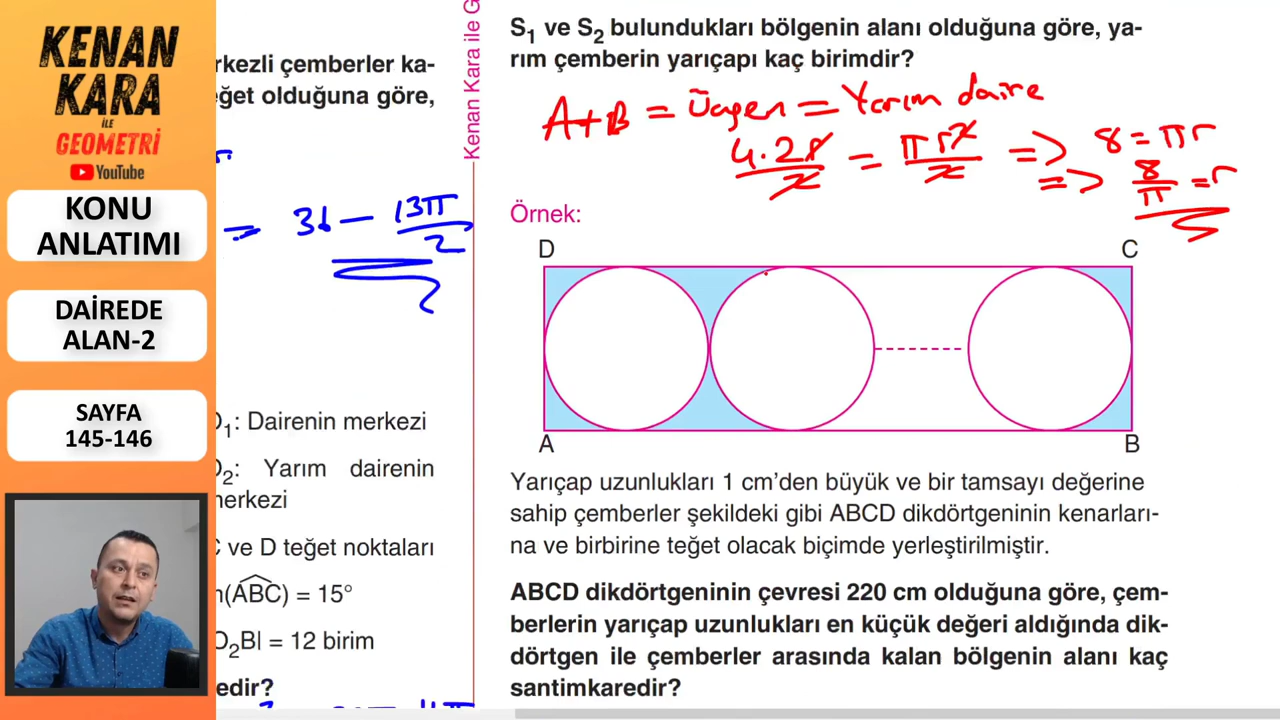 KENAN
KARA
İLE
GEOMETRİ
YouTube
KONU
ANLATIMI
DAİREDE
ALAN-2
SAYFA
145-146
rkezli çemberler ka-
ğet olduğuna göre,
= 36 - 13π/2
O₁: Dairenin merkezi
O₂: Yarım dairenin
merkezi
C ve D teğet noktaları
m(ABC) = 15°
O₂B| = 12 birim
edir?
Kenan Kara ile G
S₁ ve S₂ bulundukları bölgenin alanı olduğuna göre, ya-
rım çemberin yarıçapı kaç birimdir?
A+B = Üçgen = Yarım daire
4.2r/2 = πr²/2 => 8 = πr
=> 8/π = r
Örnek:
D C
A B
Yarıçap uzunlukları 1 cm'den büyük ve bir tamsayı değerine
sahip çemberler şekildeki gibi ABCD dikdörtgeninin kenarları-
na ve birbirine teğet olacak biçimde yerleştirilmiştir.
ABCD dikdörtgeninin çevresi 220 cm olduğuna göre, çem-
berlerin yarıçap uzunlukları en küçük değeri aldığında dik-
dörtgen ile çemberler arasında kalan bölgenin alanı kaç
santimkaredir?